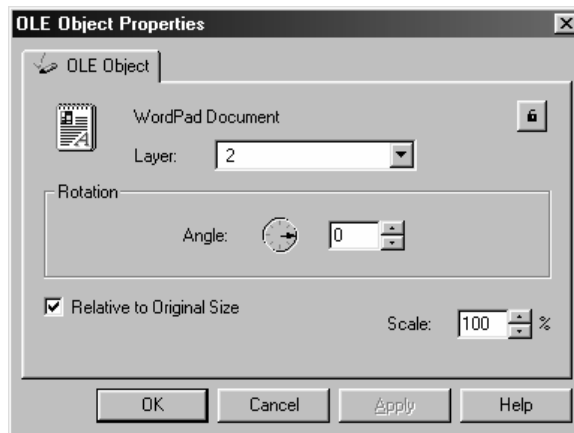 OLE Object Properties
OLE Object
WordPad Document
Layer: 2
Rotation
Angle: 0
Relative to Original Size
Scale: 100 %
OK Cancel Apply Help